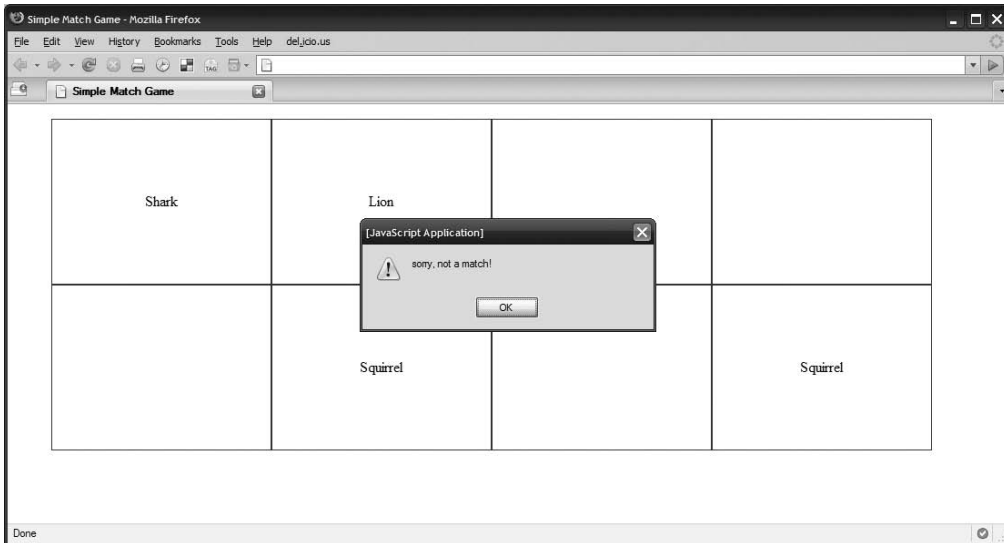 Simple Match Game - Mozilla Firefox
File Edit View History Bookmarks Tools Help del.icio.us
TAG
Simple Match Game
Shark Lion
[JavaScript Application]
sorry, not a match!
OK
Squirrel Squirrel
Done